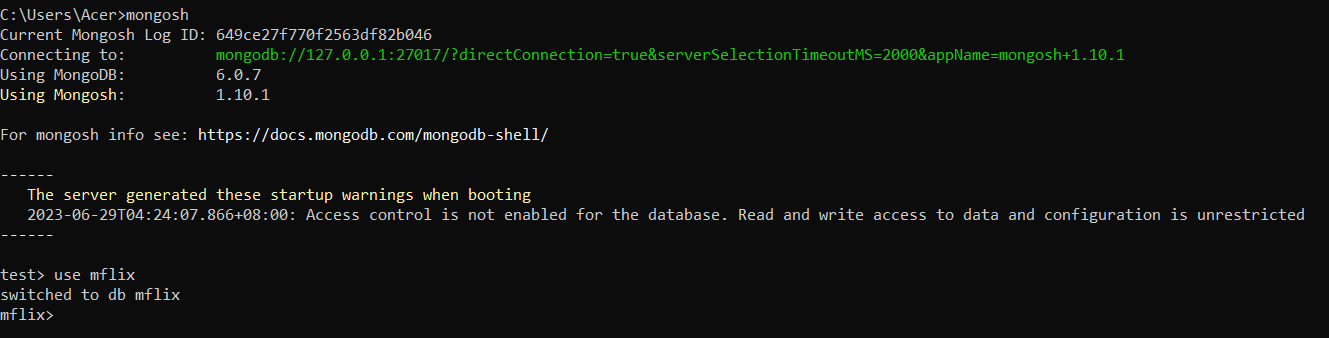 C:\Users\Acer>mongosh
Current Mongosh Log ID: 649ce27f770f2563df82b046
Connecting to:          mongodb://127.0.0.1:27017/?directConnection=true&serverSelectionTimeoutMS=2000&appName=mongosh+1.10.1
Using MongoDB:          6.0.7
Using Mongosh:          1.10.1
For mongosh info see: https://docs.mongodb.com/mongodb-shell/
------
   The server generated these startup warnings when booting
   2023-06-29T04:24:07.866+08:00: Access control is not enabled for the database. Read and write access to data and configuration is unrestricted
------
test> use mflix
switched to db mflix
mflix>